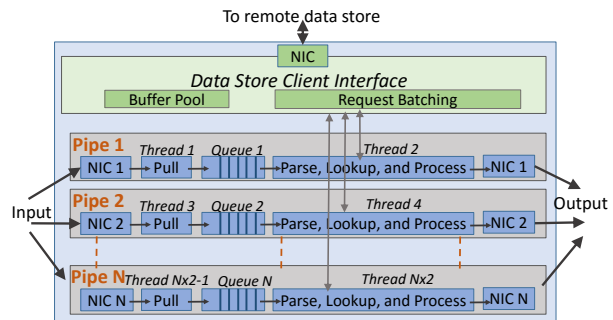 To remote data store
NIC
Data Store Client Interface
Buffer Pool
Request Batching
Pipe 1
Thread 1
Queue 1
Thread 2
NIC 1
Pull
Parse, Lookup, and Process
NIC 1
Pipe 2
Thread 3
Queue 2
Thread 4
Input
NIC 2
Pull
Parse, Lookup, and Process
NIC 2
Output
Pipe N
Thread Nx2-1
Queue N
Thread Nx2
NIC N
Pull
Parse, Lookup, and Process
NIC N